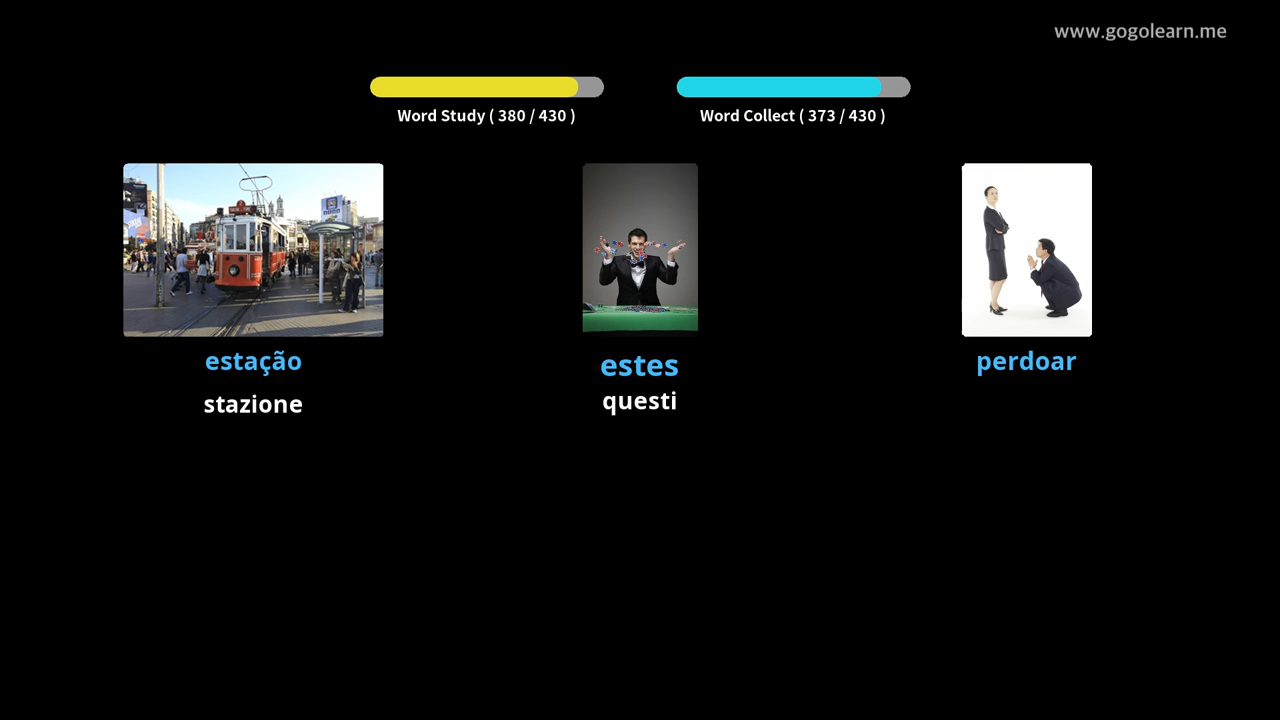 www.gogolearn.me
Word Study ( 380 / 430 )
Word Collect ( 373 / 430 )
estação
stazione
estes
questi
perdoar